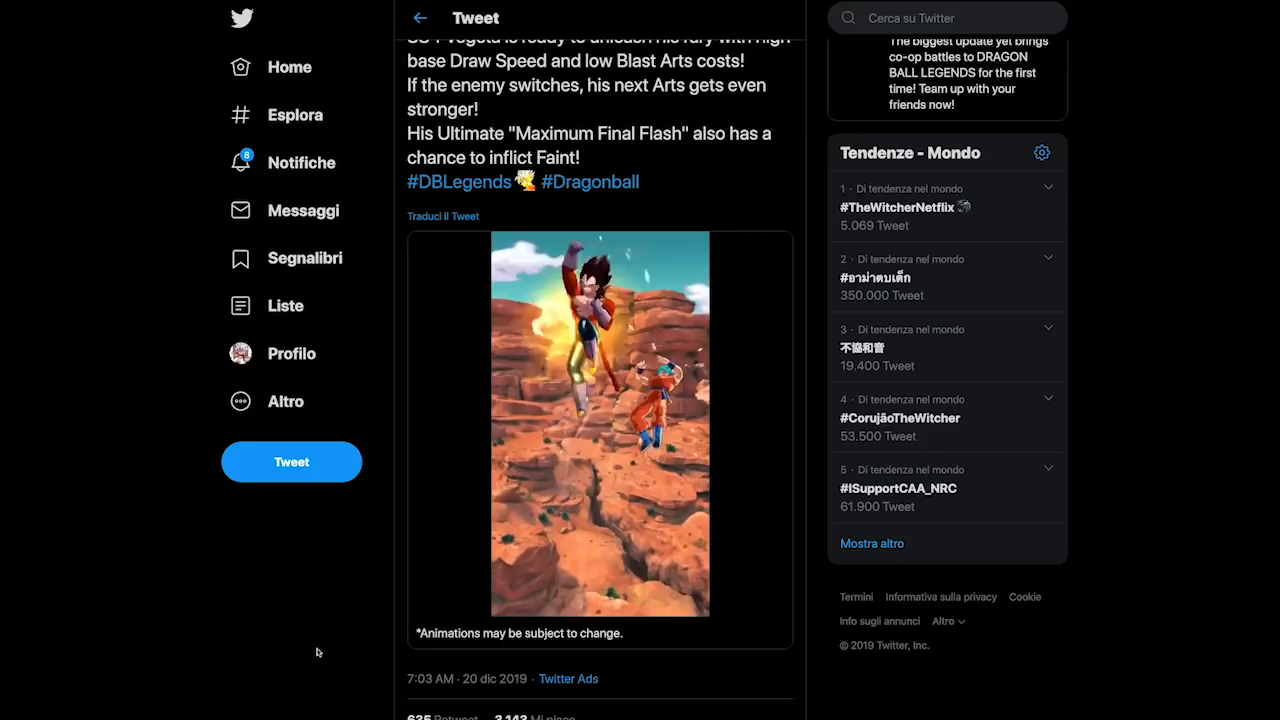 Home
Esplora
8
Notifiche
Messaggi
Segnalibri
Liste
Profilo
Altro
Tweet
Tweet
base Draw Speed and low Blast Arts costs!
If the enemy switches, his next Arts gets even
stronger!
His Ultimate "Maximum Final Flash" also has a
chance to inflict Faint!
#DBLegends #Dragonball
Traduci il Tweet
*Animations may be subject to change.
7:03 AM · 20 dic 2019 · Twitter Ads
635 Retweet 3.143 Mi piace
Cerca su Twitter
The biggest update yet brings
co-op battles to DRAGON
BALL LEGENDS for the first
time! Team up with your
friends now!
Tendenze - Mondo
1 · Di tendenza nel mondo
#TheWitcherNetflix
5.069 Tweet
2 · Di tendenza nel mondo
#อาม่าตบเด็ก
350.000 Tweet
3 · Di tendenza nel mondo
不協和音
19.400 Tweet
4 · Di tendenza nel mondo
#CorujãoTheWitcher
53.500 Tweet
5 · Di tendenza nel mondo
#ISupportCAA_NRC
61.900 Tweet
Mostra altro
Termini Informativa sulla privacy Cookie
Info sugli annunci Altro
© 2019 Twitter, Inc.